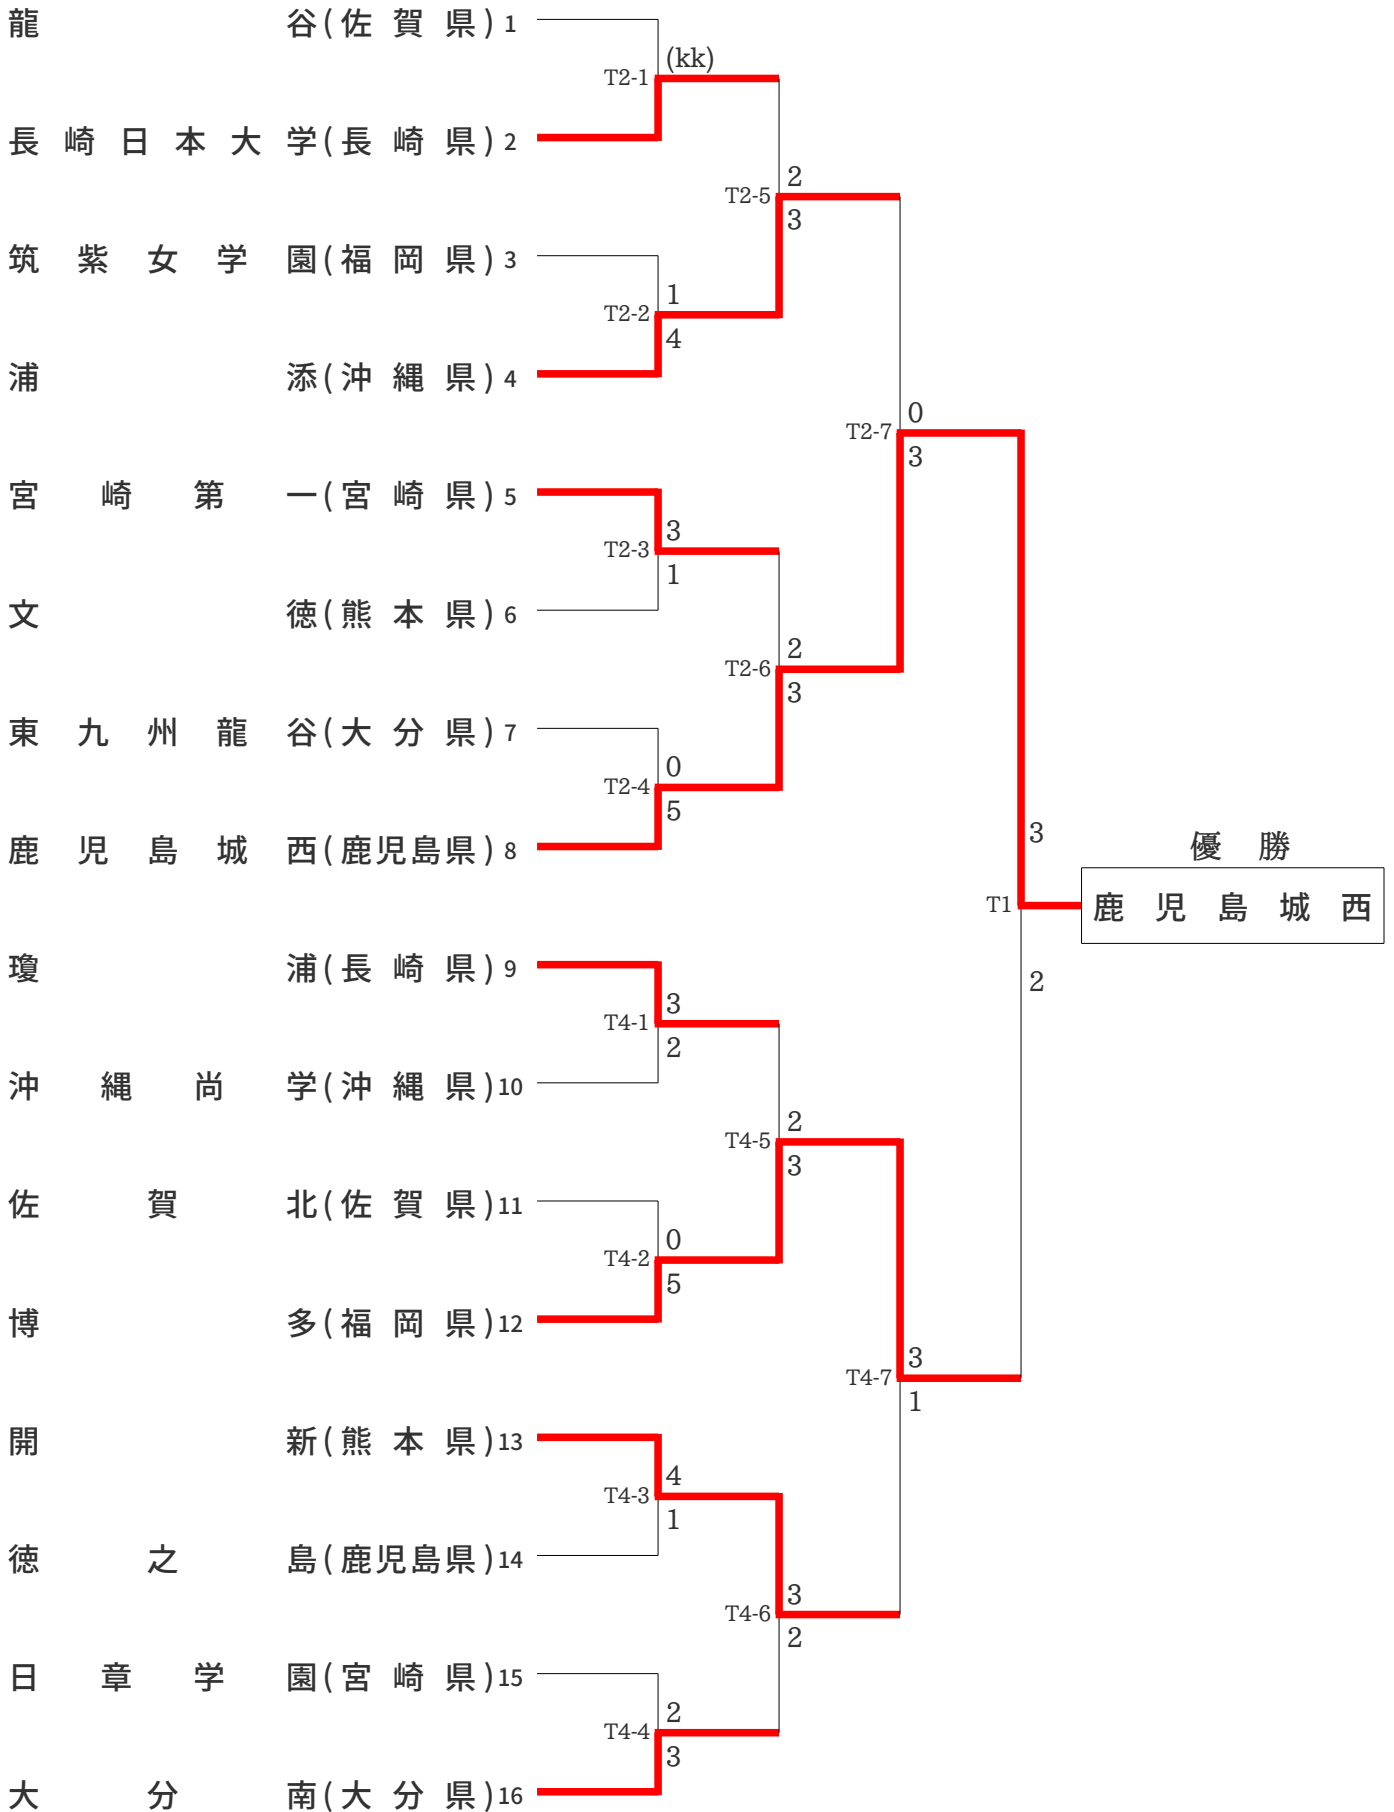 龍谷(佐賀県) 1
(kk)
T2-1
長崎日本大学(長崎県) 2
2
T2-5
3
筑紫女学園(福岡県) 3
1
T2-2
4
浦添(沖縄県) 4
0
T2-7
3
宮崎第一(宮崎県) 5
3
T2-3
1
文徳(熊本県) 6
2
T2-6
3
東九州龍谷(大分県) 7
0
T2-4
5
鹿児島城西(鹿児島県) 8
3
優勝
T1
鹿児島城西
2
瓊浦(長崎県) 9
3
T4-1
2
沖縄尚学(沖縄県) 10
2
T4-5
3
佐賀北(佐賀県) 11
0
T4-2
5
博多(福岡県) 12
3
T4-7
1
開新(熊本県) 13
4
T4-3
1
徳之島(鹿児島県) 14
3
T4-6
2
日章学園(宮崎県) 15
2
T4-4
3
大分南(大分県) 16